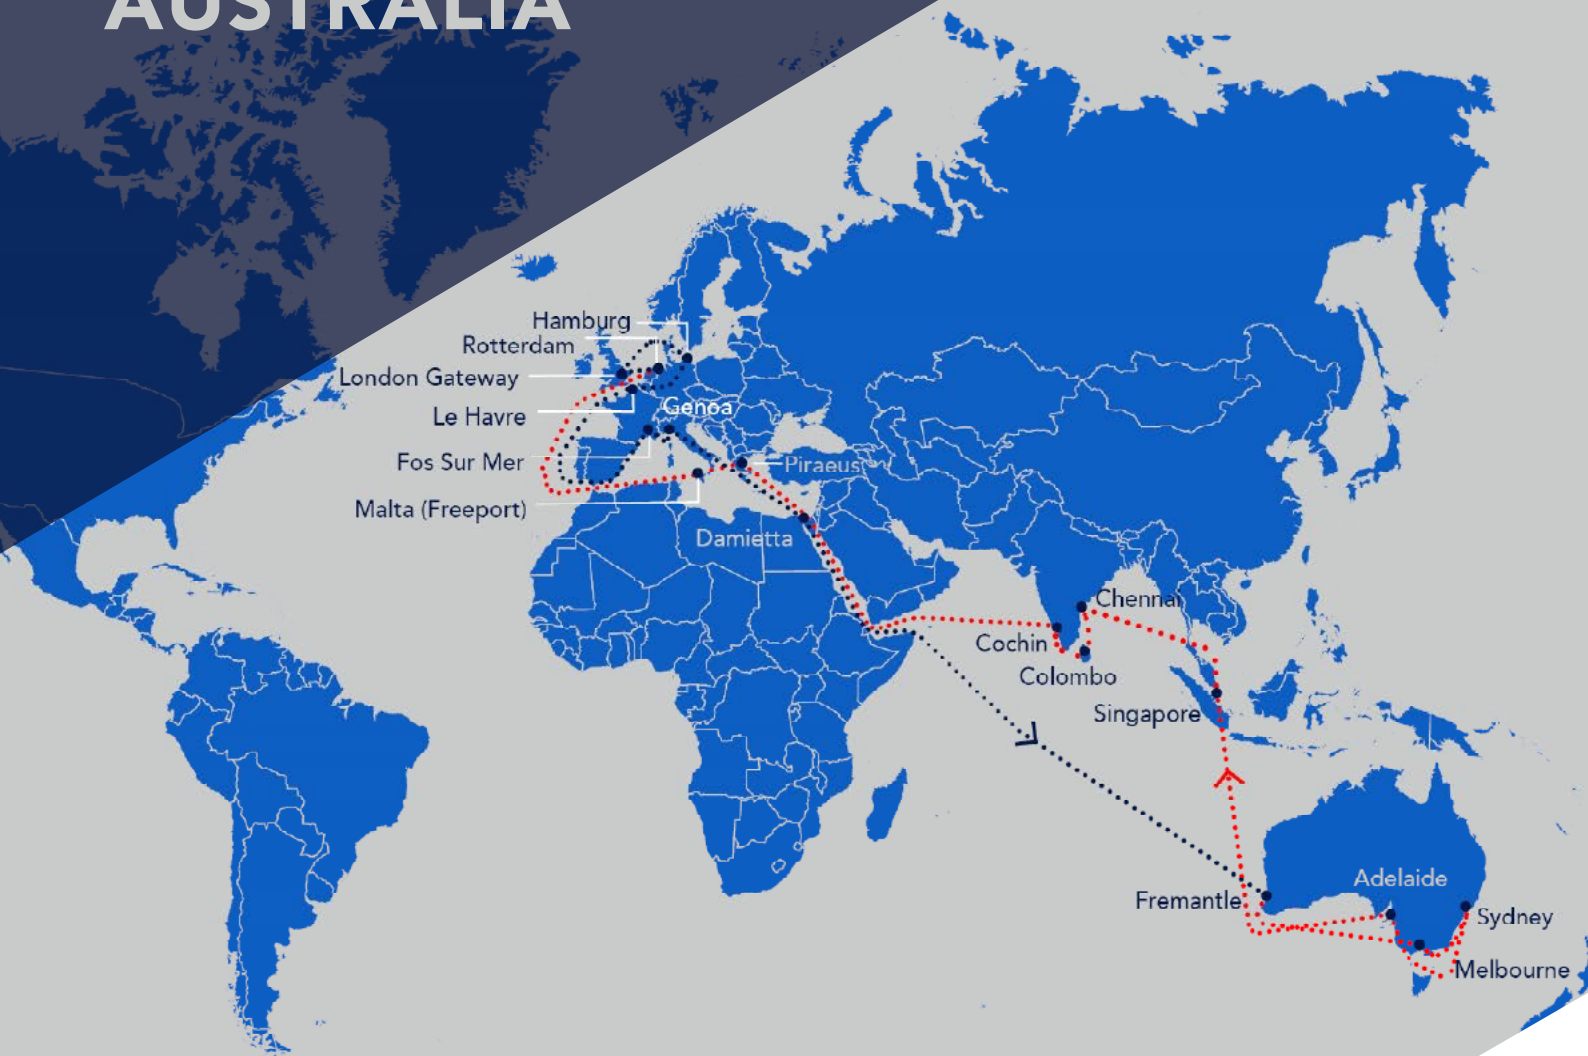 AUSTRALIA
Hamburg
Rotterdam
London Gateway
Le Havre
Genoa
Fos Sur Mer
Piraeus
Malta (Freeport)
Damietta
Chennai
Cochin
Colombo
Singapore
Adelaide
Fremantle
Sydney
Melbourne